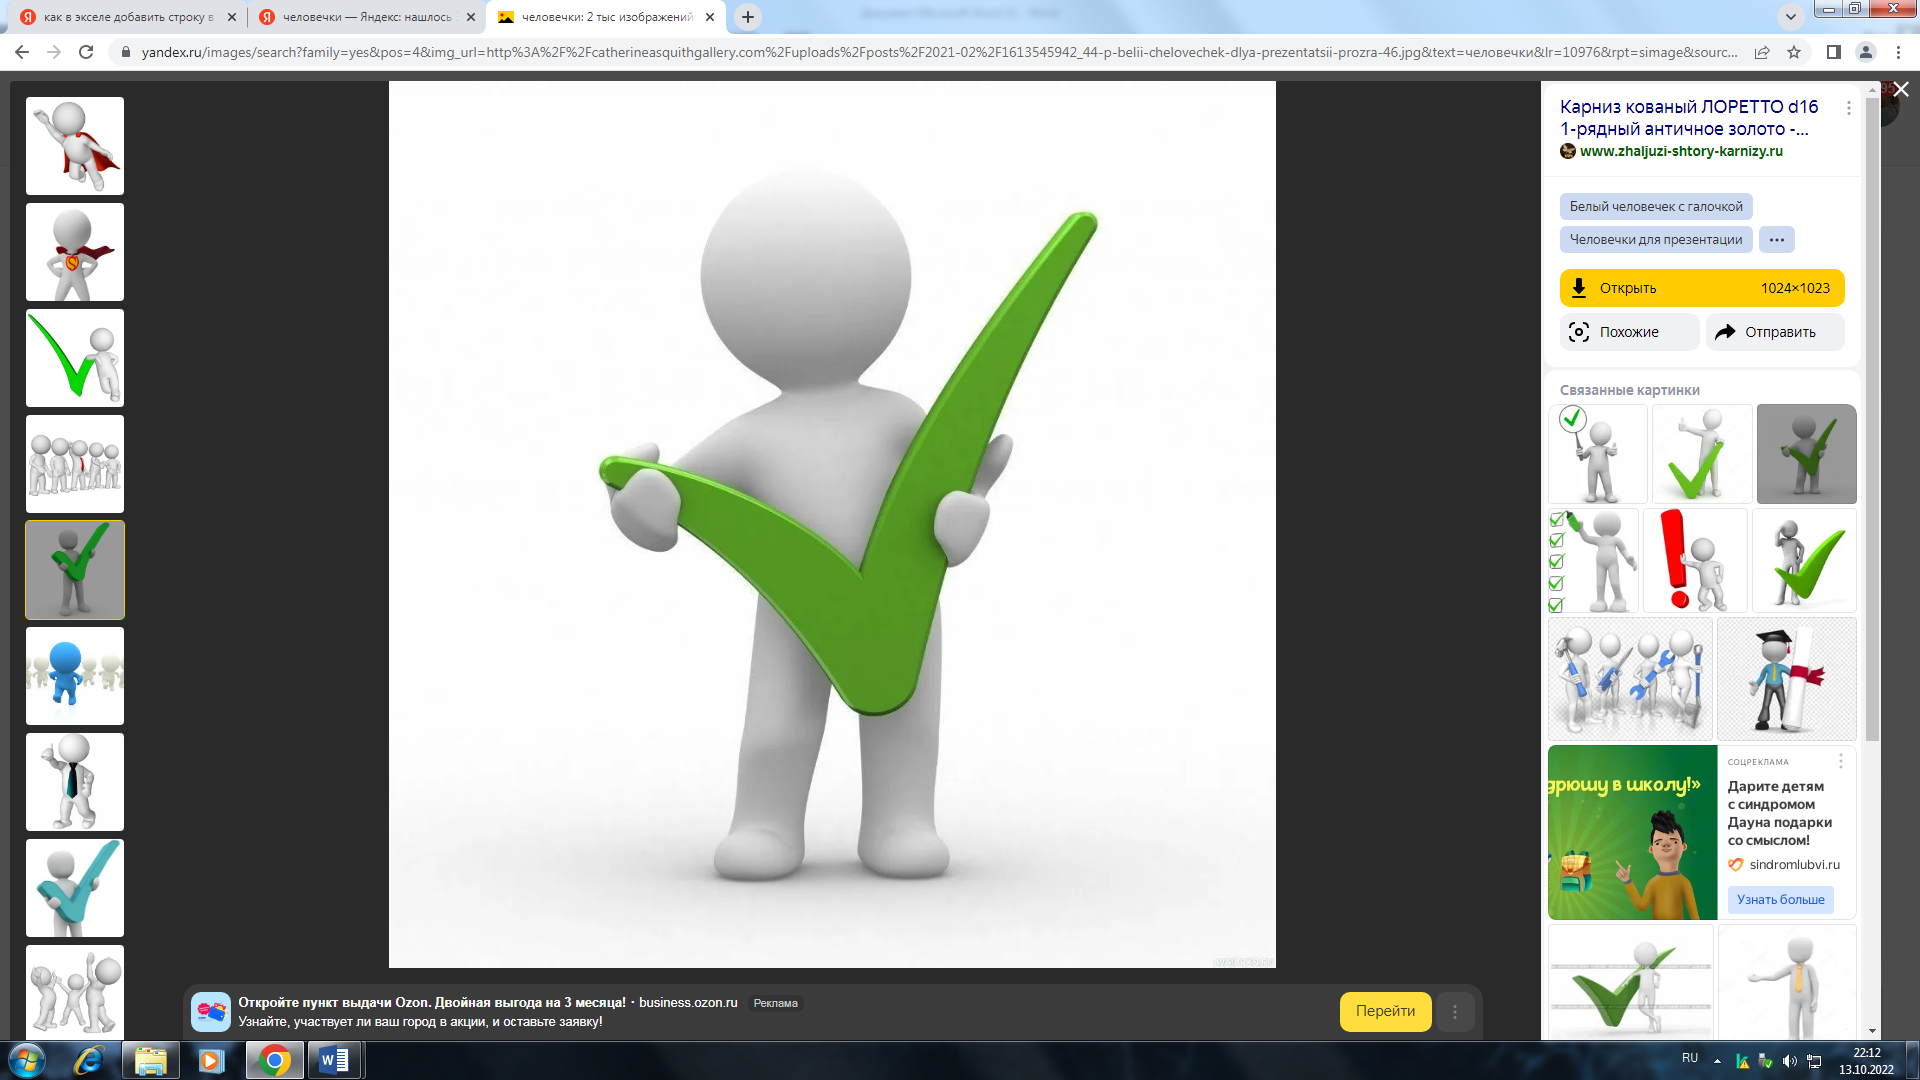 как в экселе добавить строку в
человечки — Яндекс: нашлось
человечки: 2 тыс изображений
yandex.ru/images/search?family=yes&pos=4&img_url=http%3A%2F%2Fcatherineasquithgallery.com%2Fuploads%2Fposts%2F2021-02%2F1613545942_44-p-belii-chelovechek-dlya-prezentatsii-prozra-46.jpg&text=человечки&lr=10976&rpt=simage&sourc...
Карниз кованый ЛОРЕТТО d16
1-рядный античное золото -...
www.zhaljuzi-shtory-karnizy.ru
Белый человечек с галочкой
Человечки для презентации
Открыть 1024×1023
Похожие Отправить
Связанные картинки
дрюшу в школу!»
СОЦРЕКЛАМА
Дарите детям
с синдромом
Дауна подарки
со смыслом!
sindromlubvi.ru
Узнать больше
Откройте пункт выдачи Ozon. Двойная выгода на 3 месяца! · business.ozon.ru Реклама
Узнайте, участвует ли ваш город в акции, и оставьте заявку!
Перейти
RU
22:12
13.10.2022